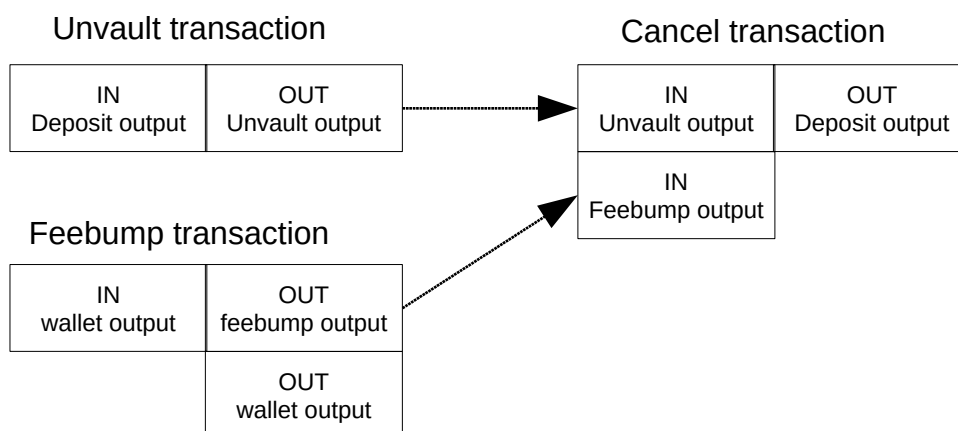 Unvault transaction
IN
Deposit output
OUT
Unvault output
Cancel transaction
IN
Unvault output
OUT
Deposit output
IN
Feebump output
Feebump transaction
IN
wallet output
OUT
feebump output
OUT
wallet output